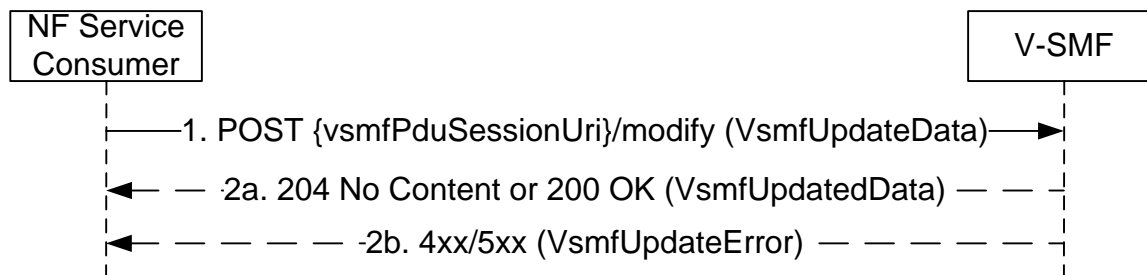 NF Service
Consumer
V-SMF
1. POST {vsmfPduSessionUri}/modify (VsmfUpdateData)
2a. 204 No Content or 200 OK (VsmfUpdatedData)
2b. 4xx/5xx (VsmfUpdateError)